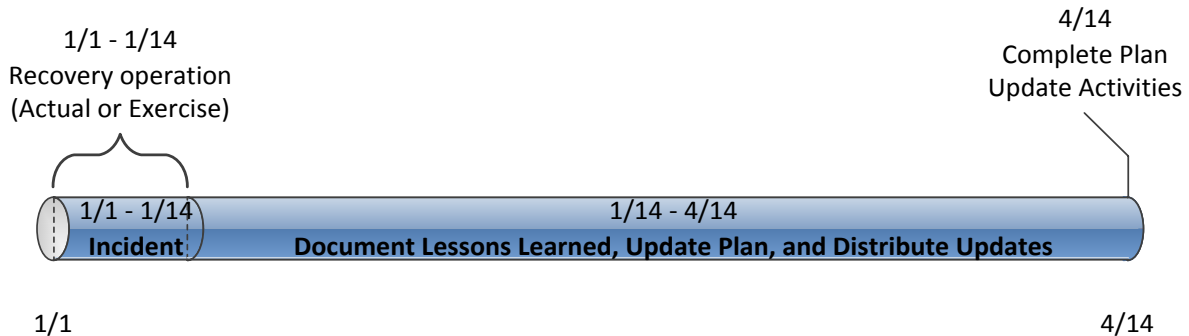 1/1 - 1/14
Recovery operation
(Actual or Exercise)
4/14
Complete Plan
Update Activities
1/1 - 1/14
Incident
1/14 - 4/14
Document Lessons Learned, Update Plan, and Distribute Updates
1/1
4/14